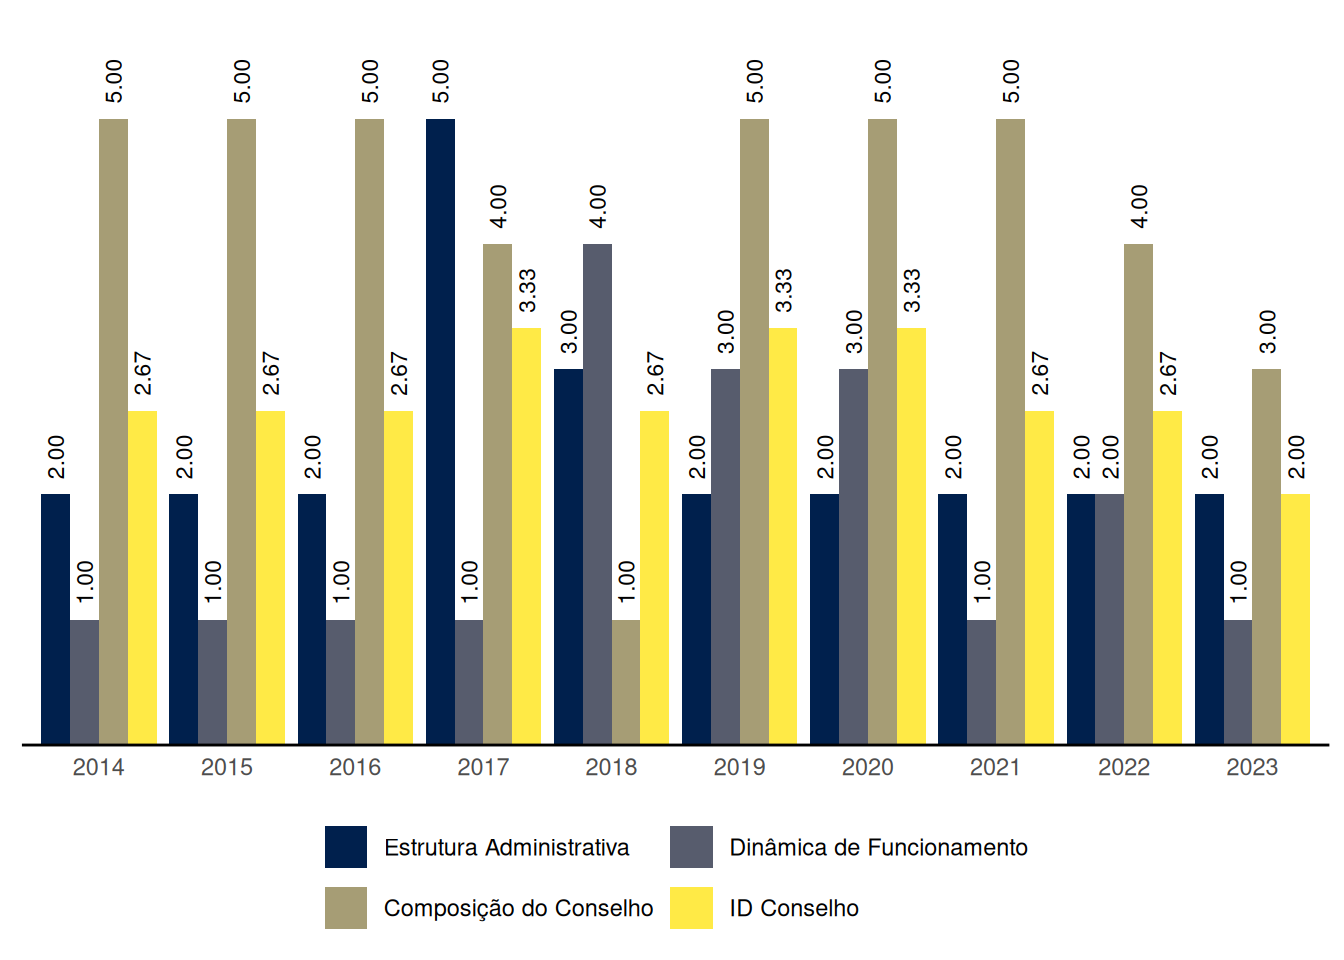 5.00 5.00 5.00 5.00 5.00 5.00 5.00
4.00 4.00 4.00
3.33 3.33 3.33
3.00 3.00 3.00 3.00
2.67 2.67 2.67 2.67 2.67 2.67
2.00 2.00 2.00 2.00 2.00 2.00 2.00 2.00 2.00 2.00
1.00 1.00 1.00 1.00 1.00 1.00 1.00
2014 2015 2016 2017 2018 2019 2020 2021 2022 2023
Estrutura Administrativa Dinâmica de Funcionamento
Composição do Conselho ID Conselho